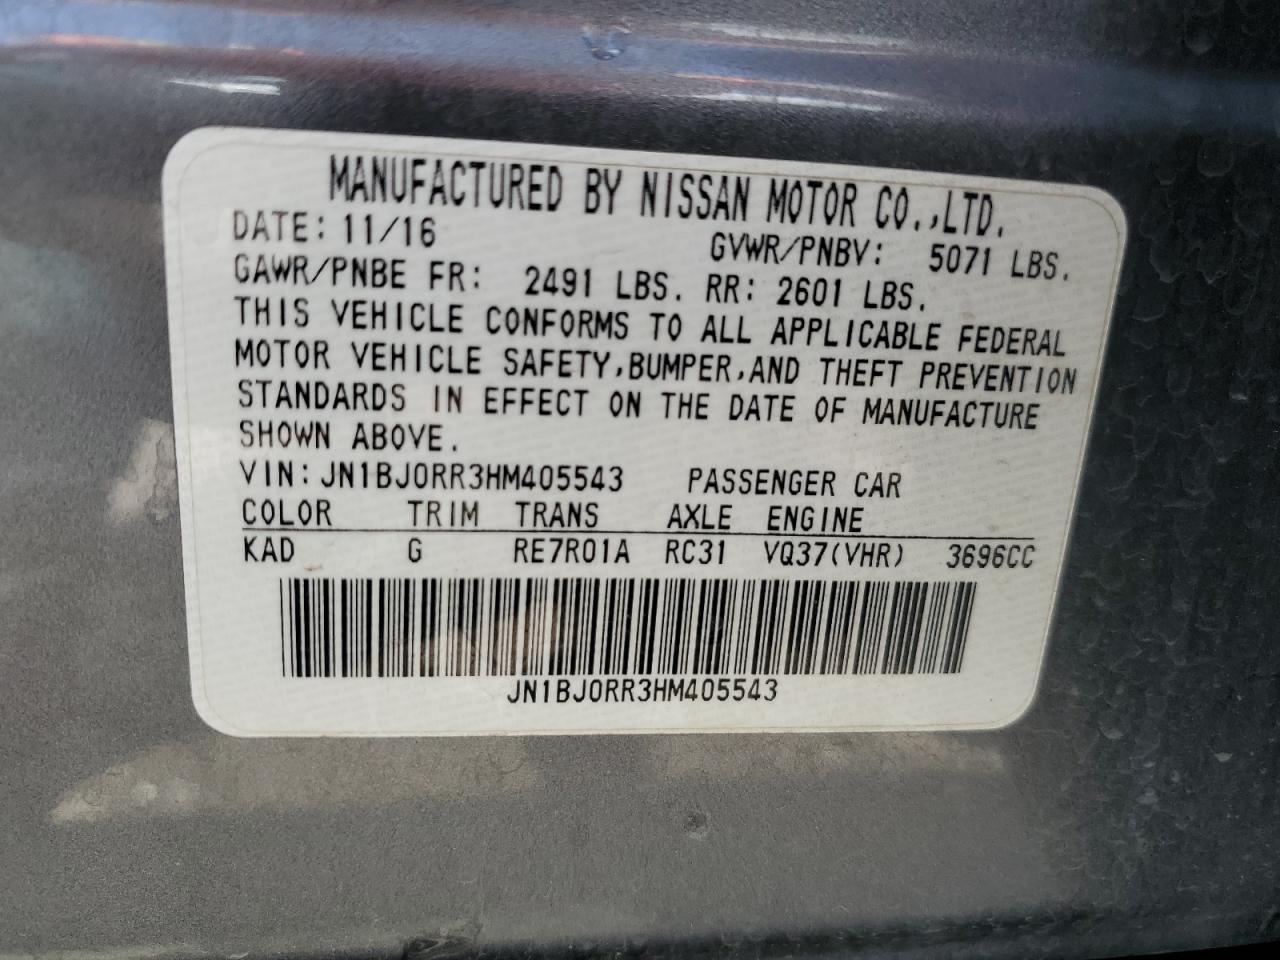 MANUFACTURED BY NISSAN MOTOR CO.,LTD.
DATE: 11/16 GVWR/PNBV: 5071 LBS.
GAWR/PNBE FR: 2491 LBS. RR: 2601 LBS.
THIS VEHICLE CONFORMS TO ALL APPLICABLE FEDERAL
MOTOR VEHICLE SAFETY,BUMPER,AND THEFT PREVENTION
STANDARDS IN EFFECT ON THE DATE OF MANUFACTURE
SHOWN ABOVE.
VIN:JN1BJ0RR3HM405543 PASSENGER CAR
COLOR TRIM TRANS AXLE ENGINE
KAD G RE7R01A RC31 VQ37(VHR) 3696CC
JN1BJ0RR3HM405543